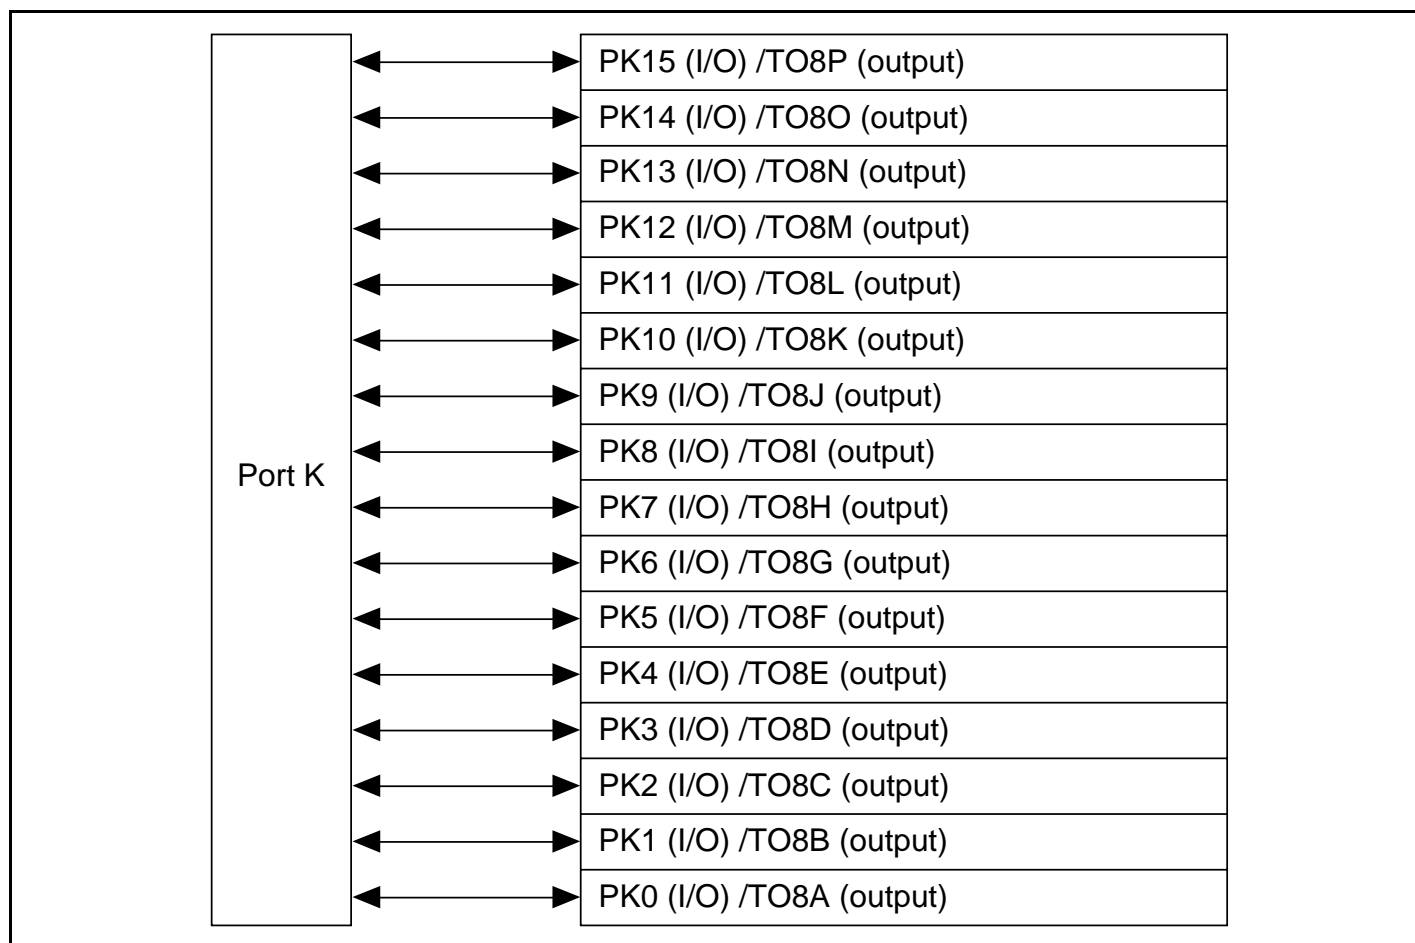 PK15 (I/O) /TO8P (output)
PK14 (I/O) /TO8O (output)
PK13 (I/O) /TO8N (output)
PK12 (I/O) /TO8M (output)
PK11 (I/O) /TO8L (output)
PK10 (I/O) /TO8K (output)
PK9 (I/O) /TO8J (output)
PK8 (I/O) /TO8I (output)
Port K
PK7 (I/O) /TO8H (output)
PK6 (I/O) /TO8G (output)
PK5 (I/O) /TO8F (output)
PK4 (I/O) /TO8E (output)
PK3 (I/O) /TO8D (output)
PK2 (I/O) /TO8C (output)
PK1 (I/O) /TO8B (output)
PK0 (I/O) /TO8A (output)